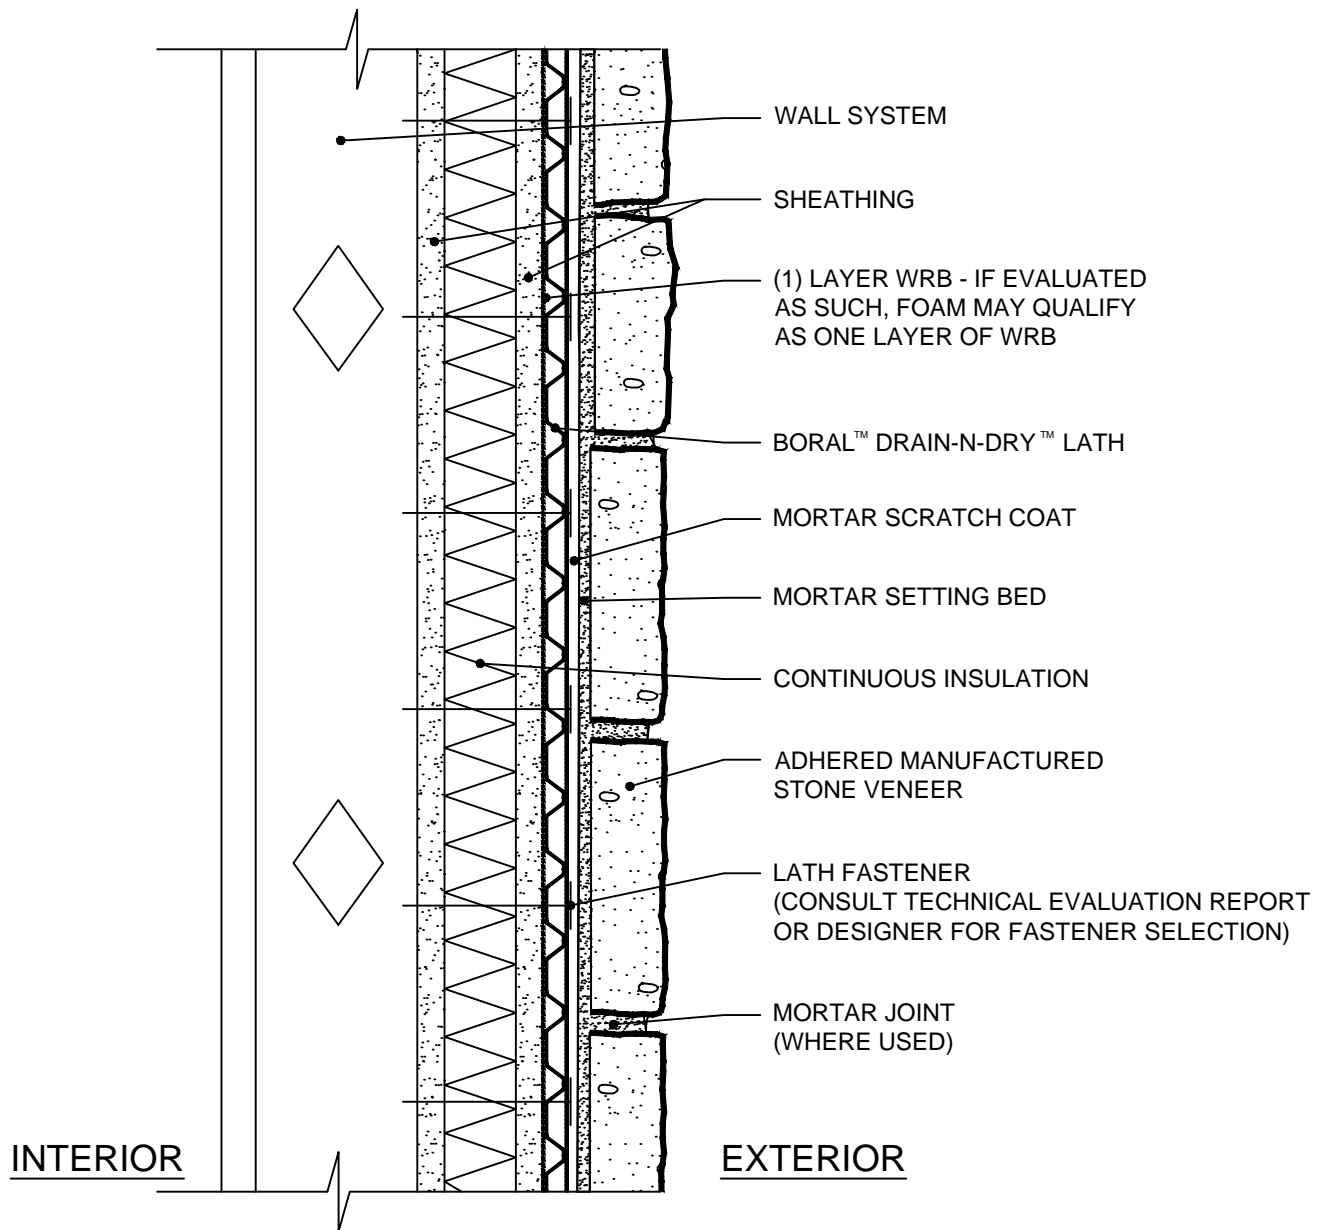 WALL SYSTEM
SHEATHING
(1) LAYER WRB - IF EVALUATED
AS SUCH, FOAM MAY QUALIFY
AS ONE LAYER OF WRB
BORAL™ DRAIN-N-DRY™ LATH
MORTAR SCRATCH COAT
MORTAR SETTING BED
CONTINUOUS INSULATION
ADHERED MANUFACTURED
STONE VENEER
LATH FASTENER
(CONSULT TECHNICAL EVALUATION REPORT
OR DESIGNER FOR FASTENER SELECTION)
MORTAR JOINT
(WHERE USED)
INTERIOR
EXTERIOR